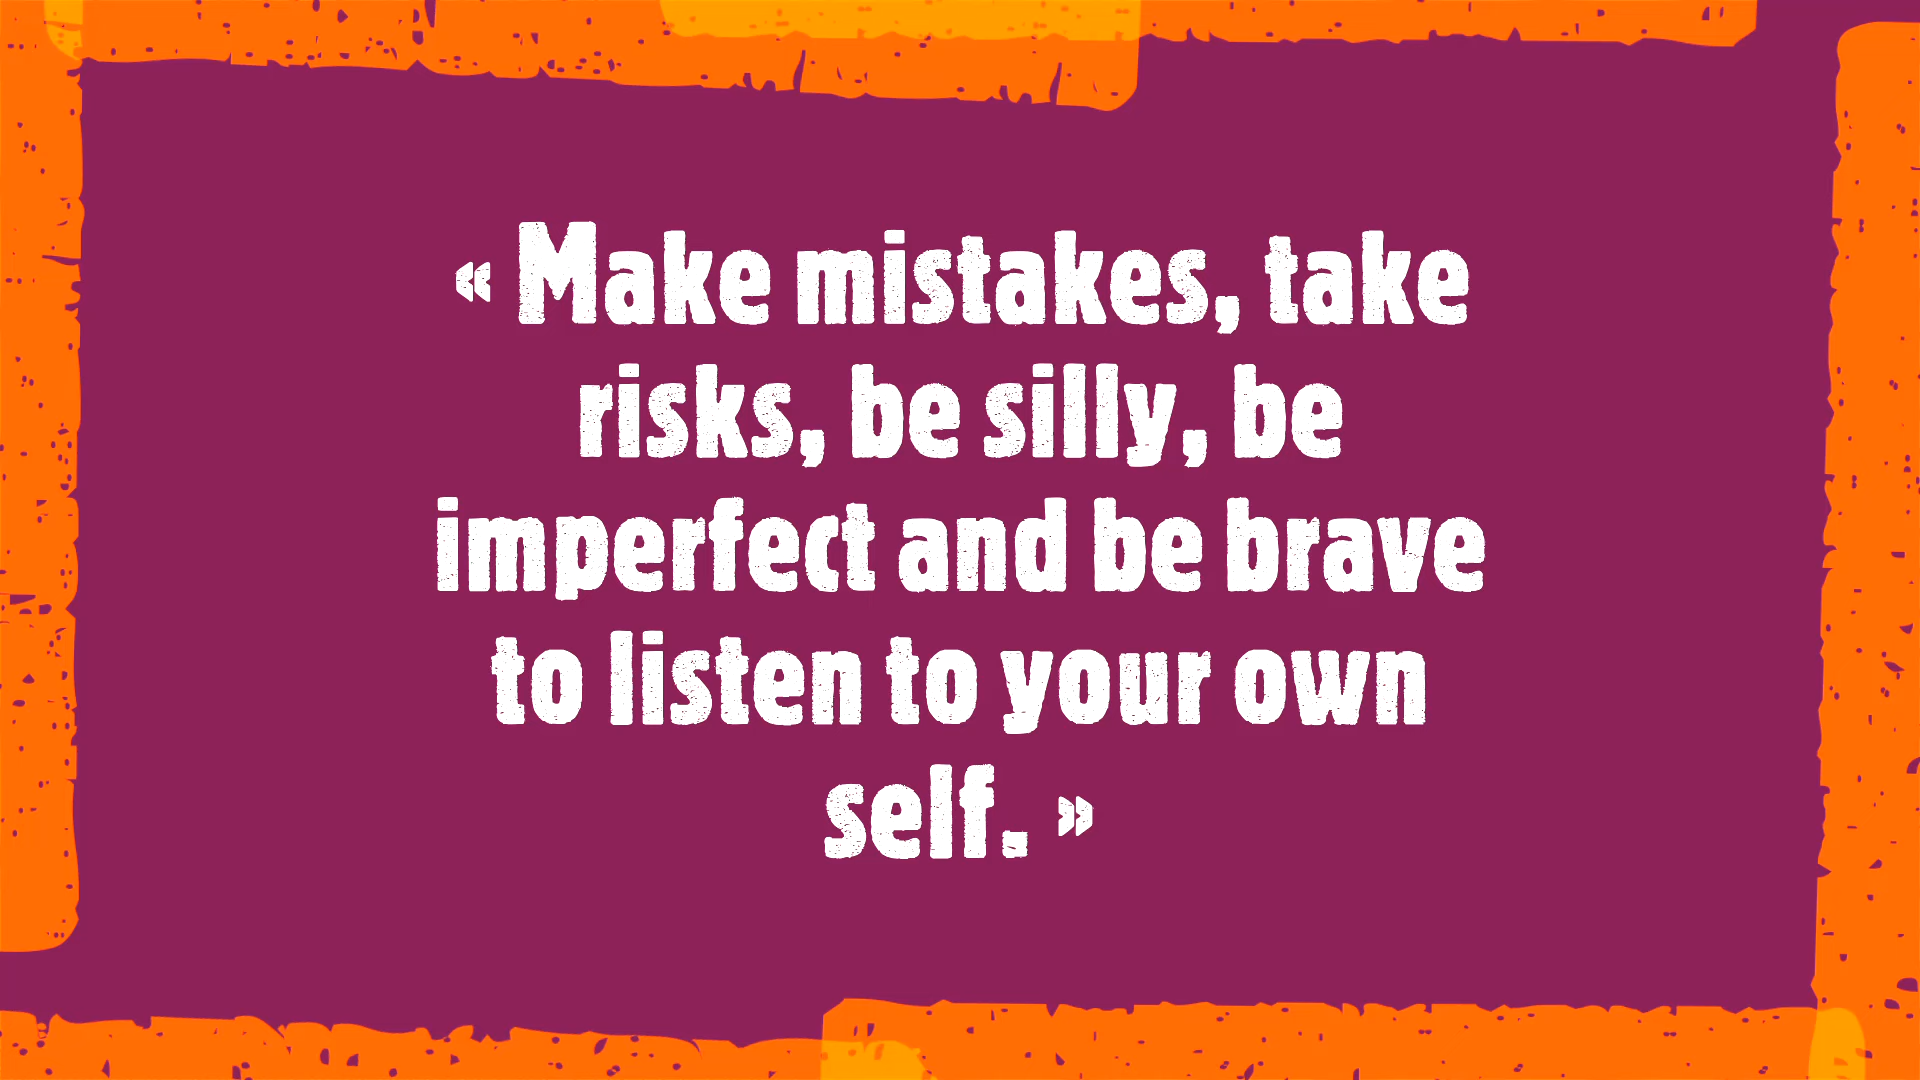 « Make mistakes, take
risks, be silly, be
imperfect and be brave
to listen to your own
self. »